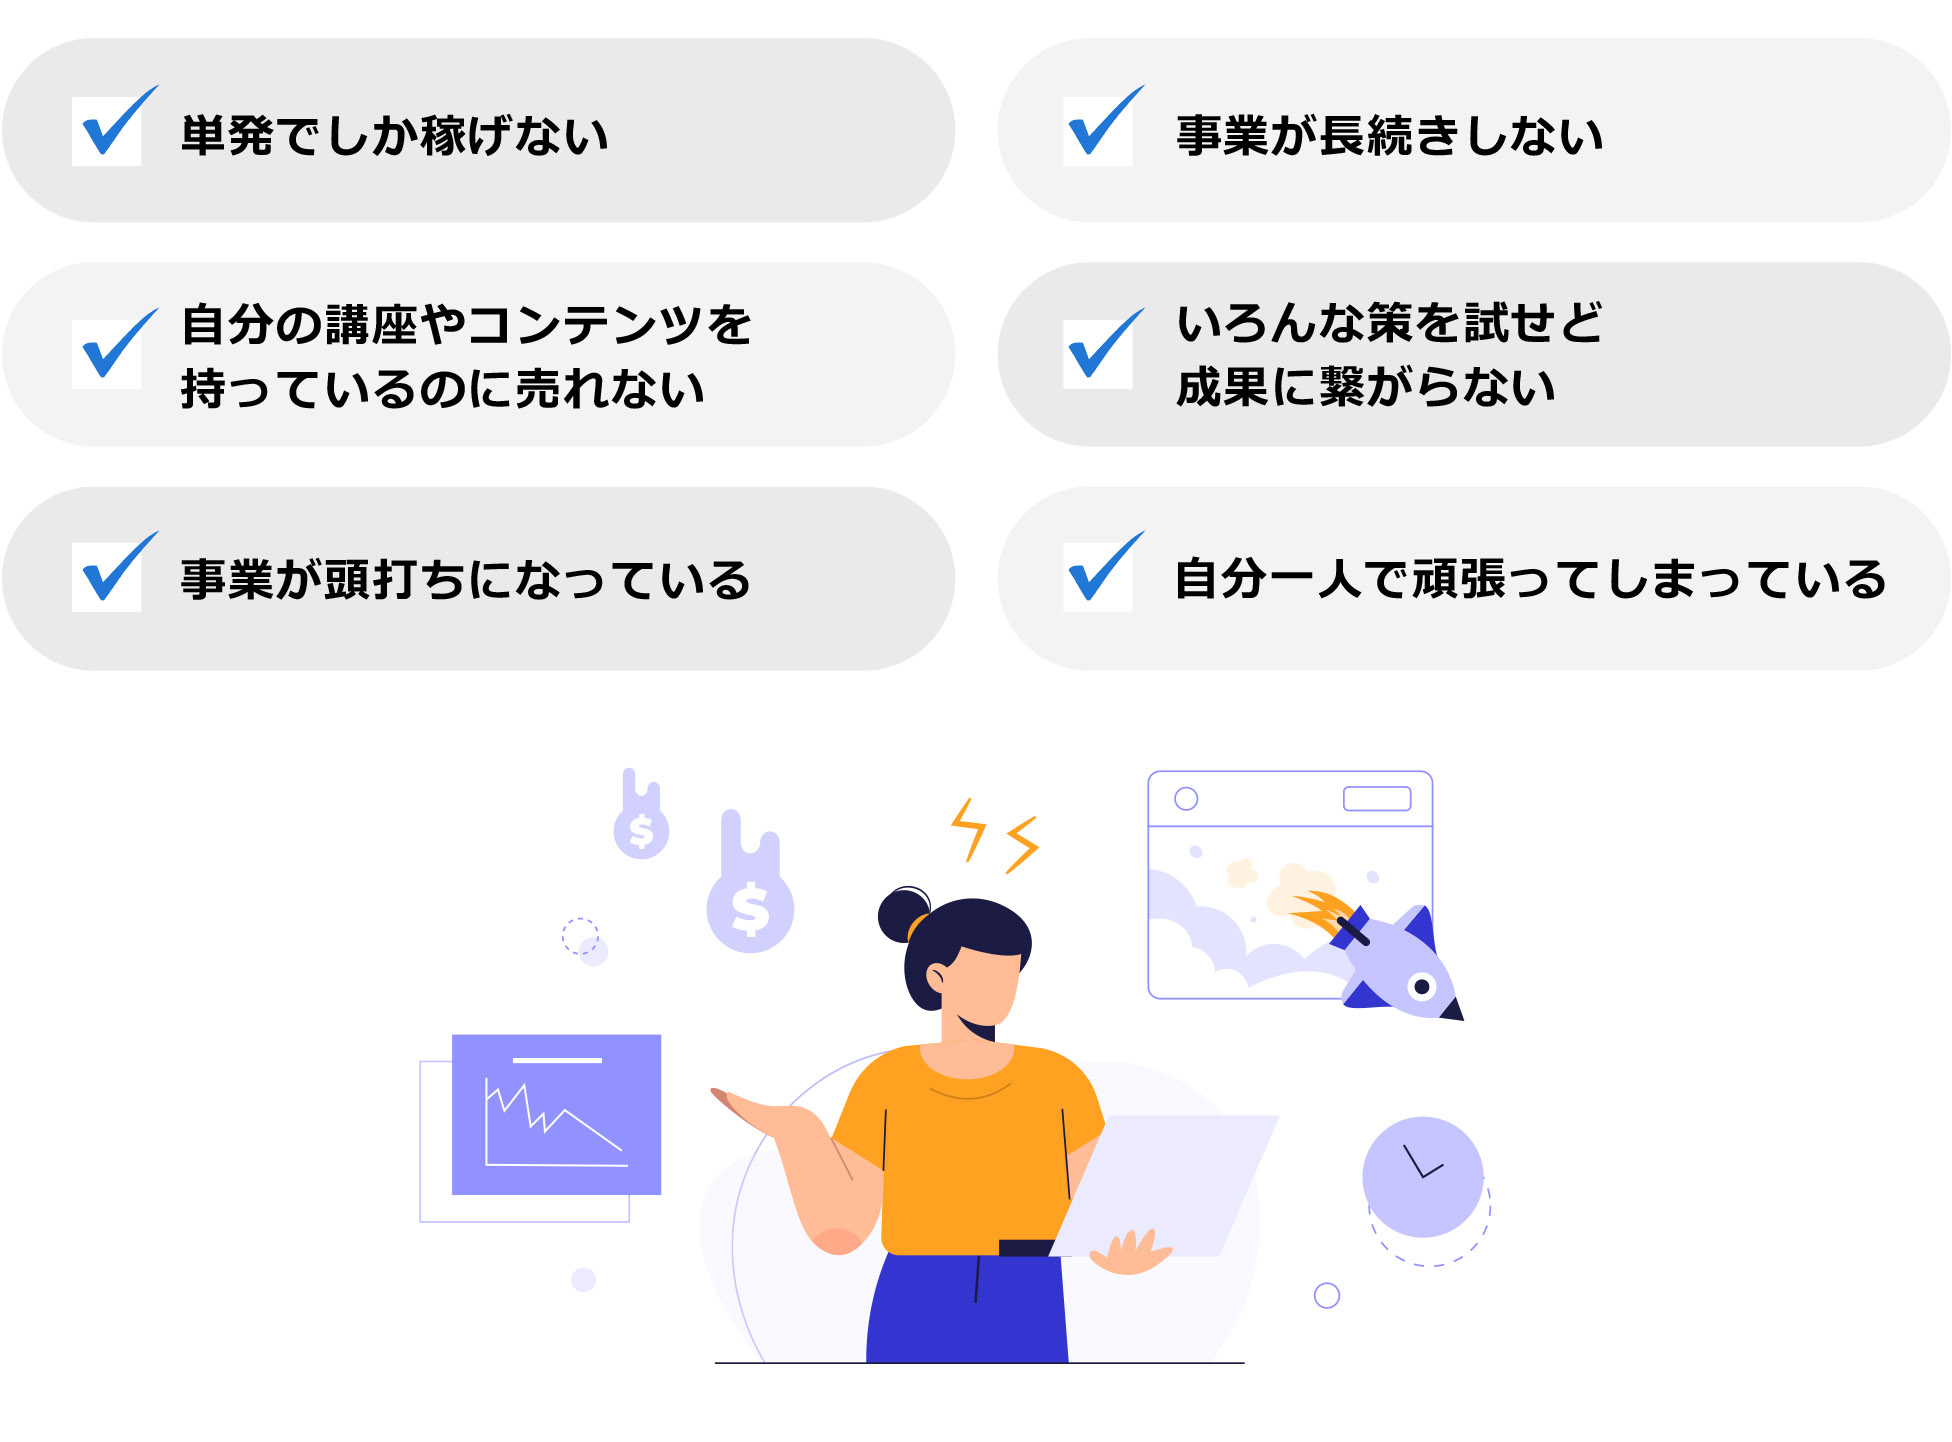 単発でしか稼げない
事業が長続きしない
自分の講座やコンテンツを
持っているのに売れない
いろんな策を試せど
成果に繋がらない
事業が頭打ちになっている
自分一人で頑張ってしまっている
$
$